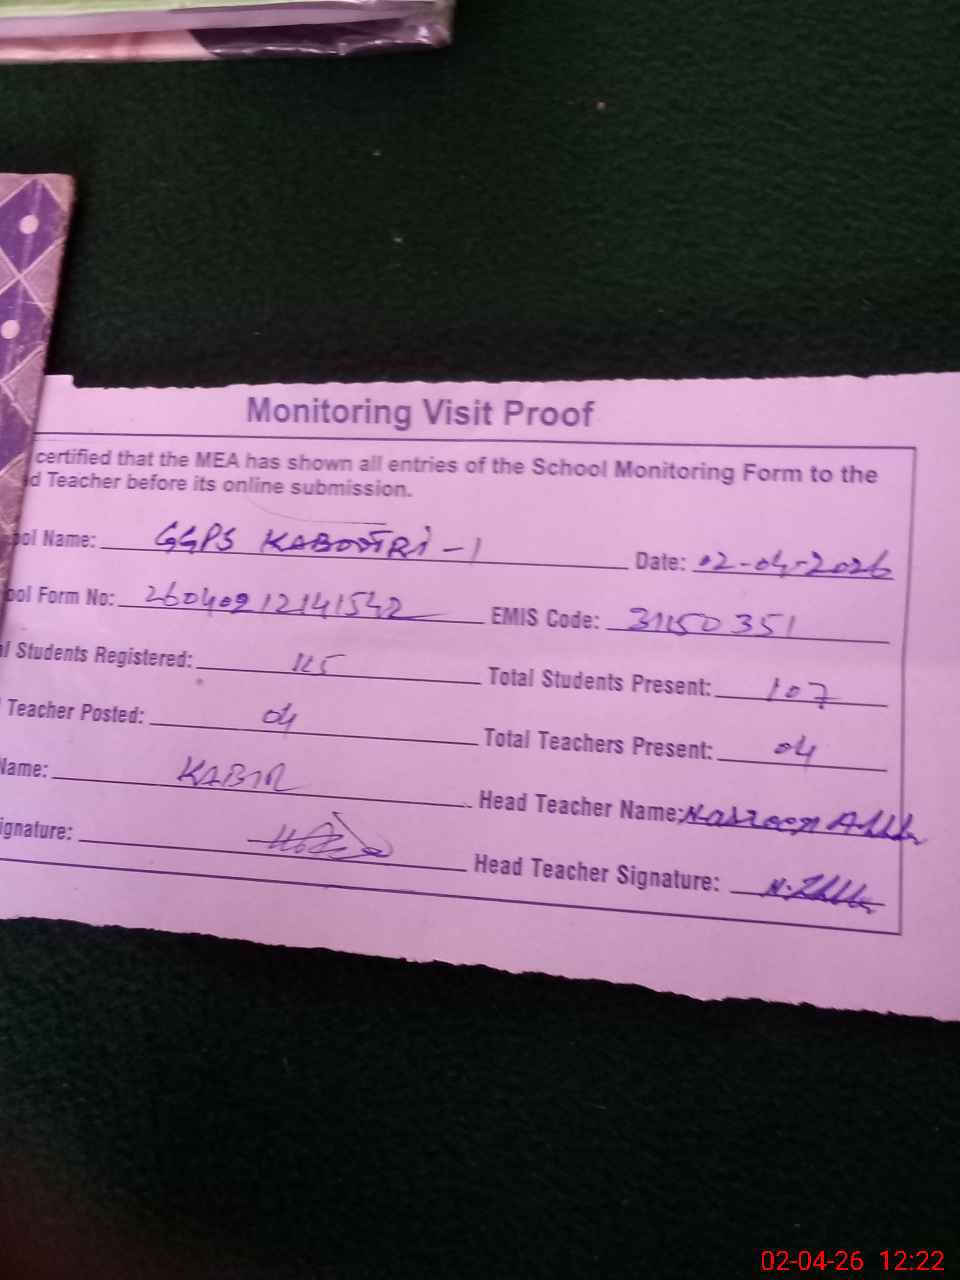 Monitoring Visit Proof
certified that the MEA has shown all entries of the School Monitoring Form to the
d Teacher before its online submission.
ool Name: GGPS KABOOTRI-1 Date: 02-04-2026
ool Form No: 26040212141542 EMIS Code: 31150351
l Students Registered: 115 Total Students Present: 107
Teacher Posted: 04 Total Teachers Present: 04
Name: KABIR Head Teacher Name:
ignature: Head Teacher Signature:
02-04-26 12:22